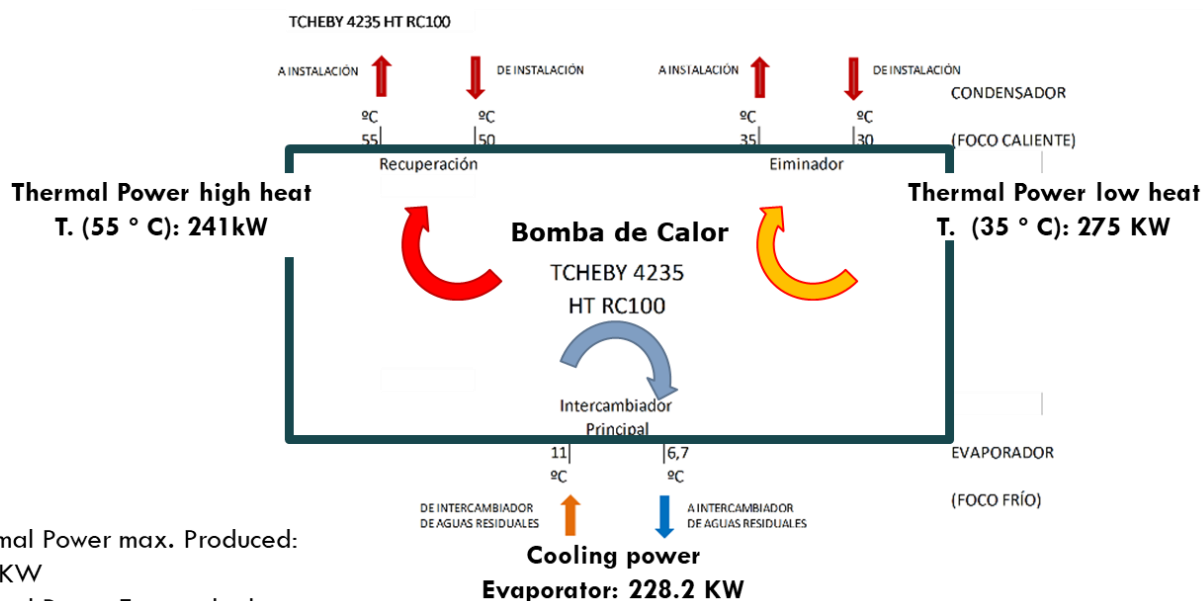 TCHEBY 4235 HT RC100
A INSTALACIÓN
DE INSTALACIÓN
A INSTALACIÓN
DE INSTALACIÓN
CONDENSADOR
ºC
ºC
ºC
ºC
55
50
35
30
(FOCO CALIENTE)
Recuperación
Eiminador
Thermal Power high heat
T. (55 ° C): 241kW
Thermal Power low heat
T. (35 ° C): 275 KW
Bomba de Calor
TCHEBY 4235
HT RC100
Intercambiador
Principal
11
6,7
EVAPORADOR
ºC
ºC
(FOCO FRÍO)
DE INTERCAMBIADOR
DE AGUAS RESIDUALES
A INTERCAMBIADOR
DE AGUAS RESIDUALES
Power max. Produced:
KW
Cooling power
Evaporator: 228.2 KW